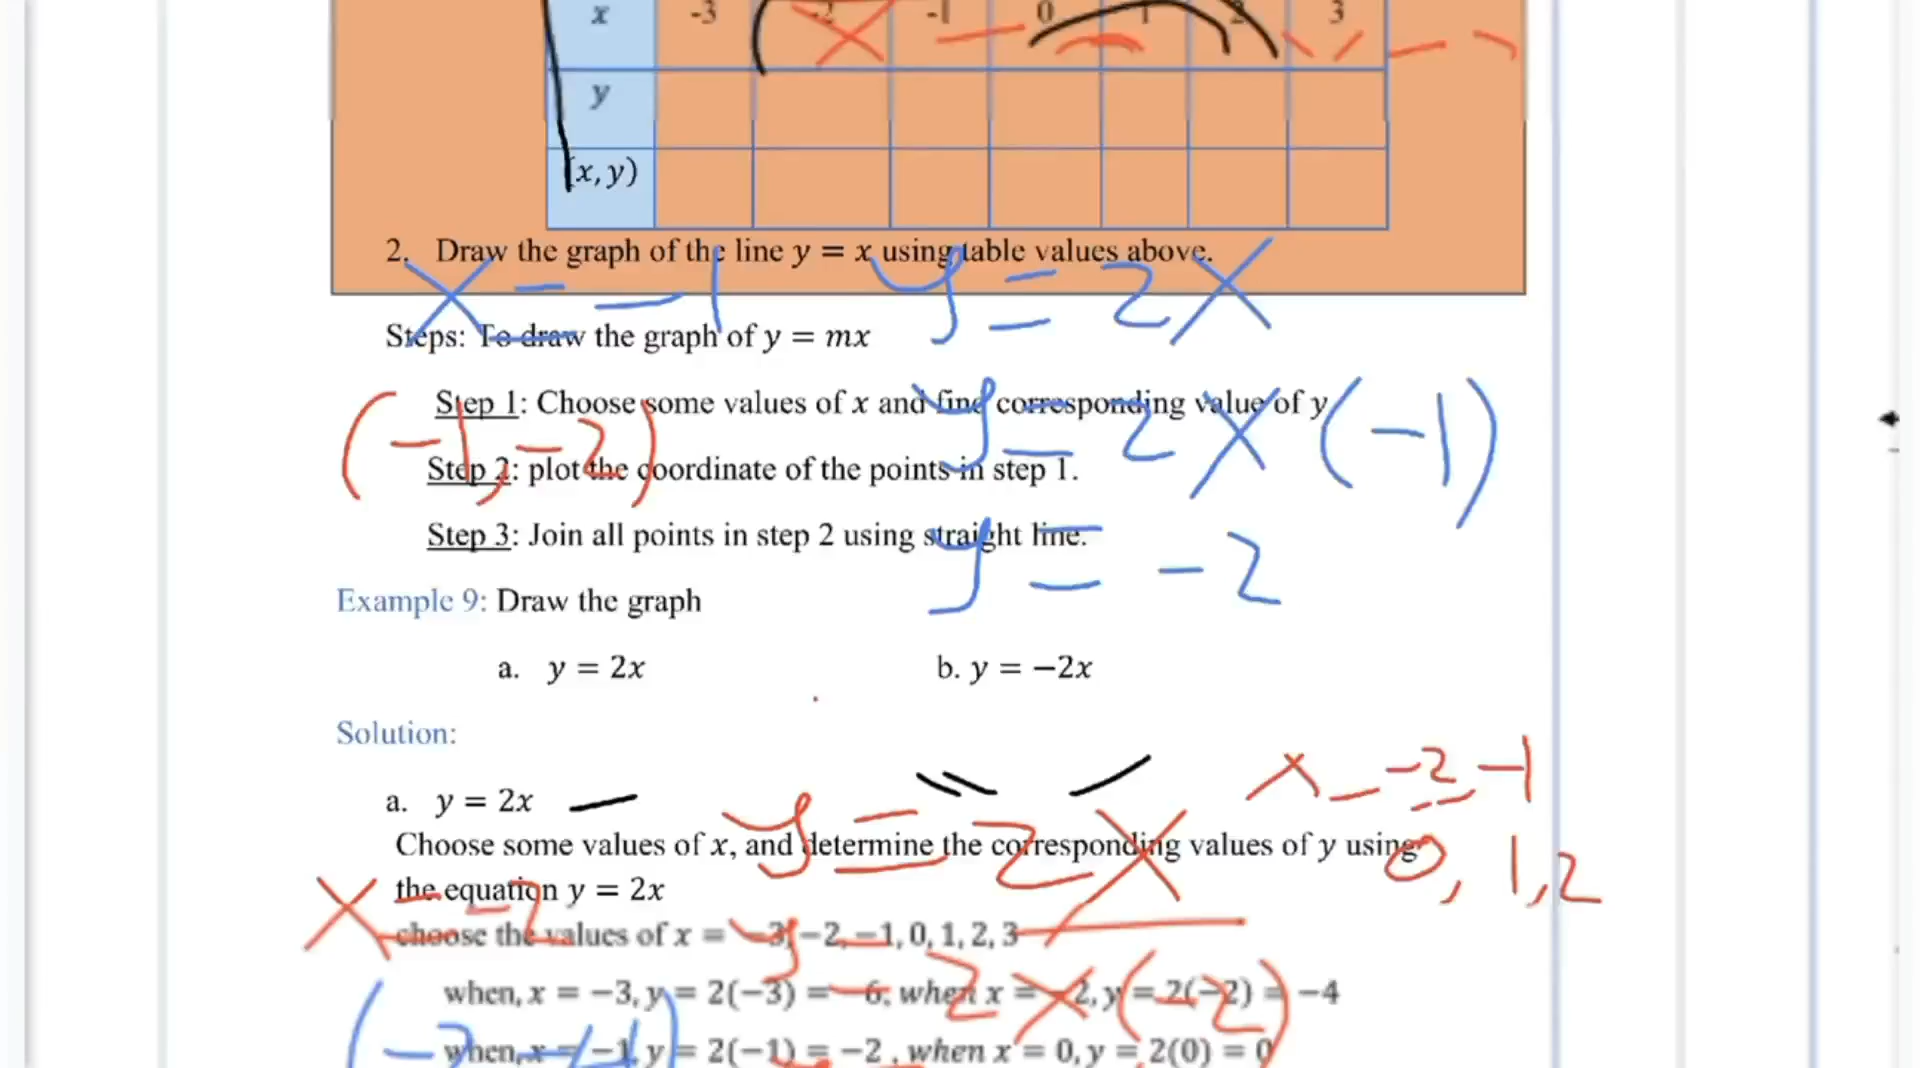 x -3 -2 -1 0 1 2 3
y
(x, y)
2. Draw the graph of the line y = x using table values above.
x = -1 y = 2x
Steps: To draw the graph of y = mx
Step 1: Choose some values of x and find corresponding value of y
y = 2 x (-1)
(-1, -2)
Step 2: plot the coordinate of the points in step 1.
Step 3: Join all points in step 2 using straight line.
y = -2
Example 9: Draw the graph
a. y = 2x b. y = −2x
Solution:
x = -2 -1
0, 1, 2
a. y = 2x
y = 2x
Choose some values of x, and determine the corresponding values of y using
the equation y = 2x
x = -2
choose the values of x = −3, −2, −1, 0, 1, 2, 3
y = 2 x (-2)
when, x = −3, y = 2(−3) = −6, when x = −2, y = 2(−2) = −4
(-2, -4)
when, x = −1, y = 2(−1) = −2 , when x = 0, y = 2(0) = 0